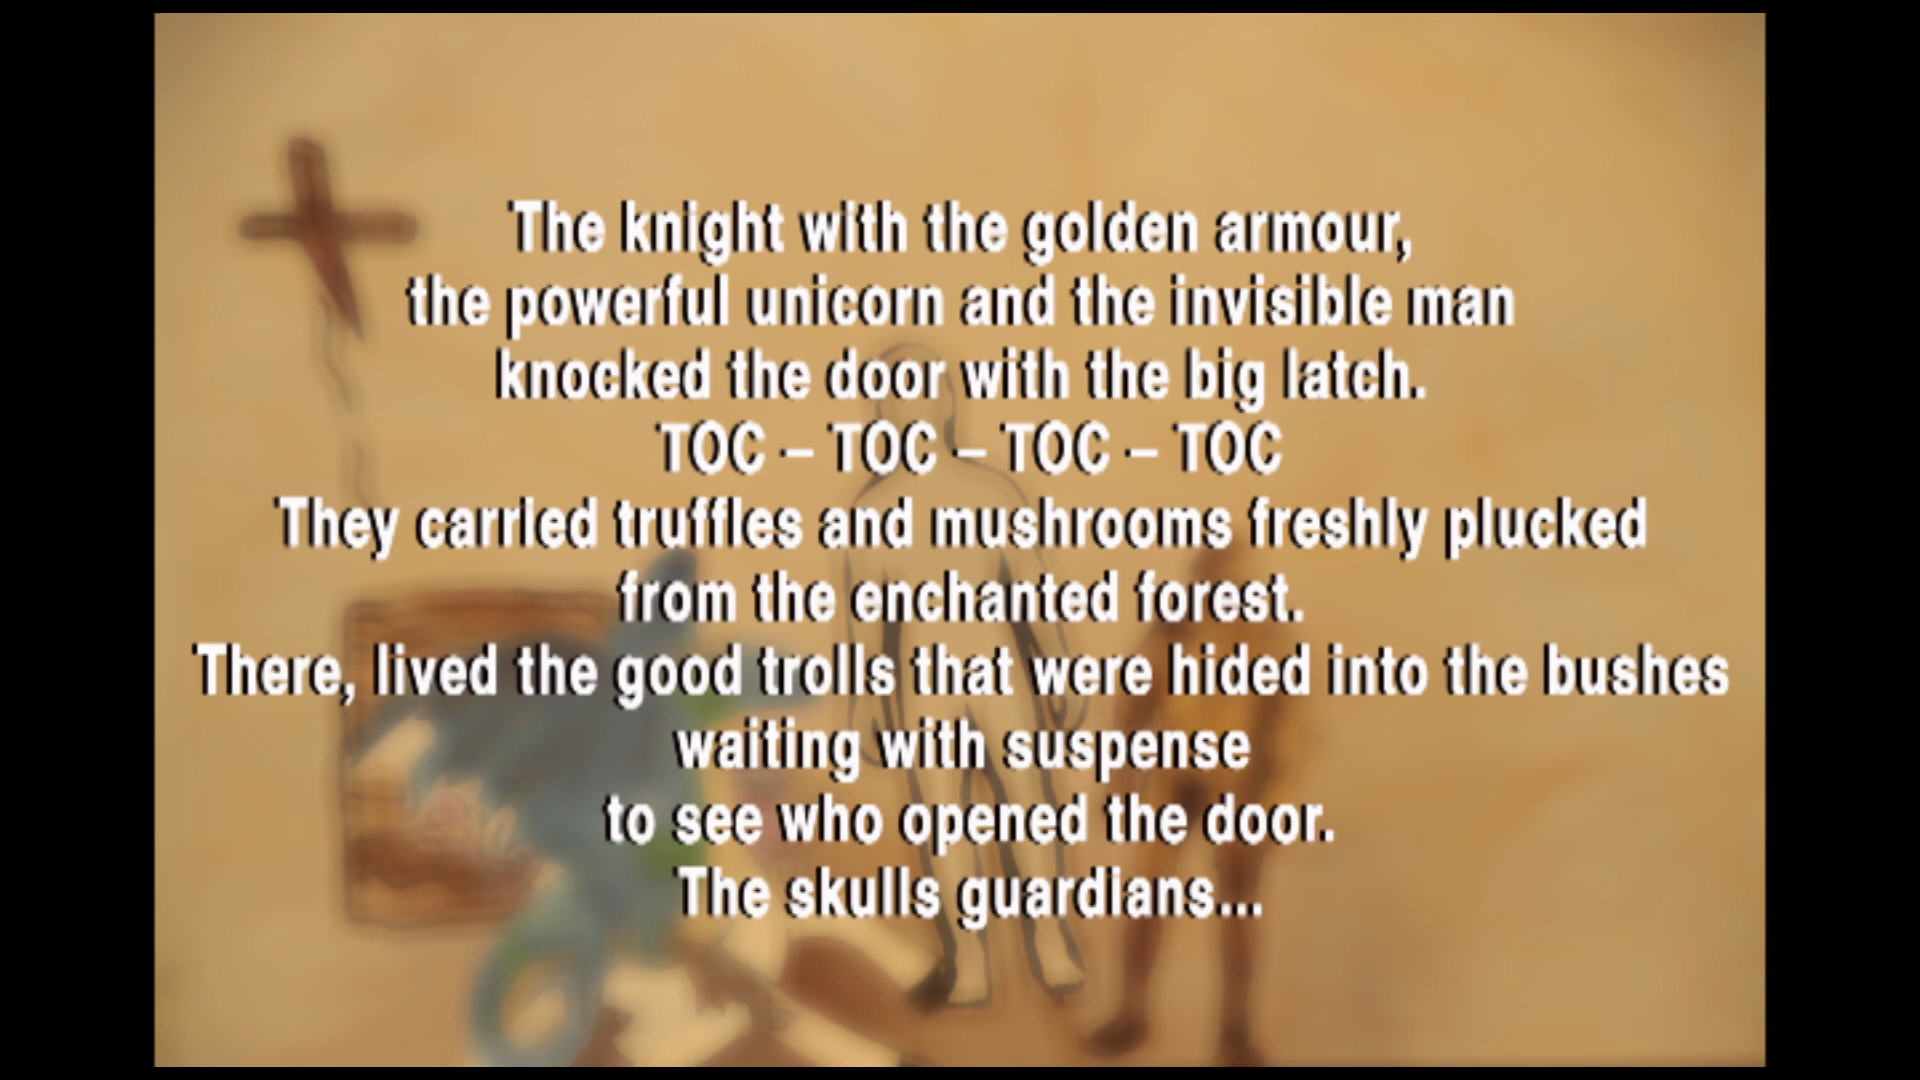 The knight with the golden armour,
the powerful unicorn and the invisible man
knocked the door with the big latch.
TOC – TOC – TOC – TOC
They carried truffles and mushrooms freshly plucked
from the enchanted forest.
There, lived the good trolls that were hided into the bushes
waiting with suspense
to see who opened the door.
The skulls guardians...